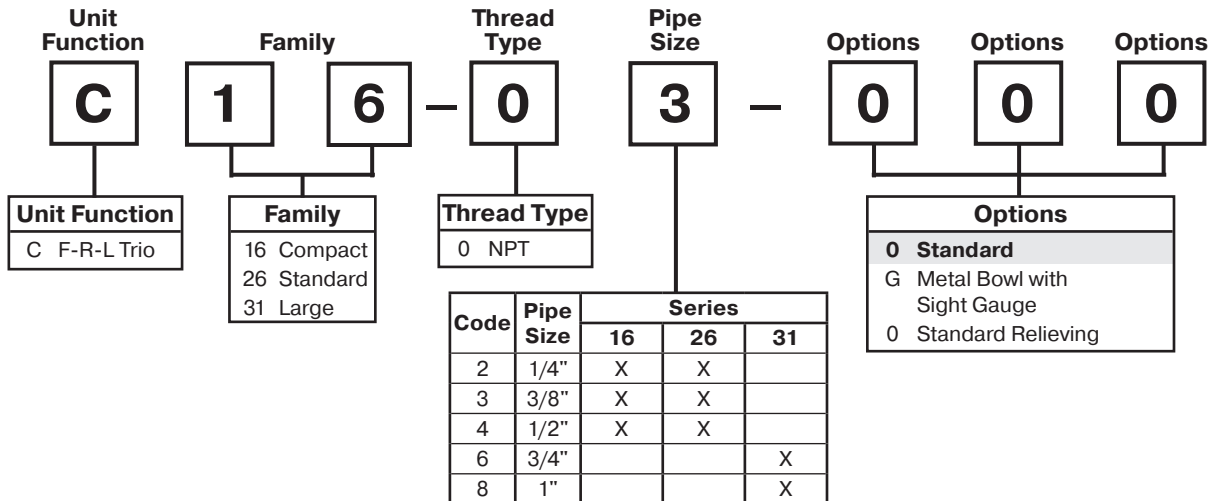 Unit
Function
Family
Thread
Type
Pipe
Size
Options
Options
Options
C
1
6
–
0
3
–
0
0
0
Unit Function
C F-R-L Trio
Family
16 Compact
26 Standard
31 Large
Thread Type
0 NPT
Options
0 Standard
G Metal Bowl with
Sight Gauge
0 Standard Relieving
Code
Pipe
Size
Series
16 26 31
2 1/4" X X
3 3/8" X X
4 1/2" X X
6 3/4" X
8 1" X